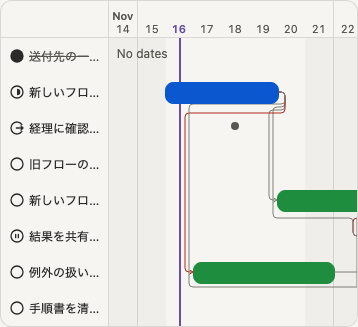 Nov
14 15 16 17 18 19 20 21 22
送付先の一... No dates
新しいフロ...
経理に確認...
旧フローの...
新しいフロ...
結果を共有...
例外の扱い...
手順書を清...